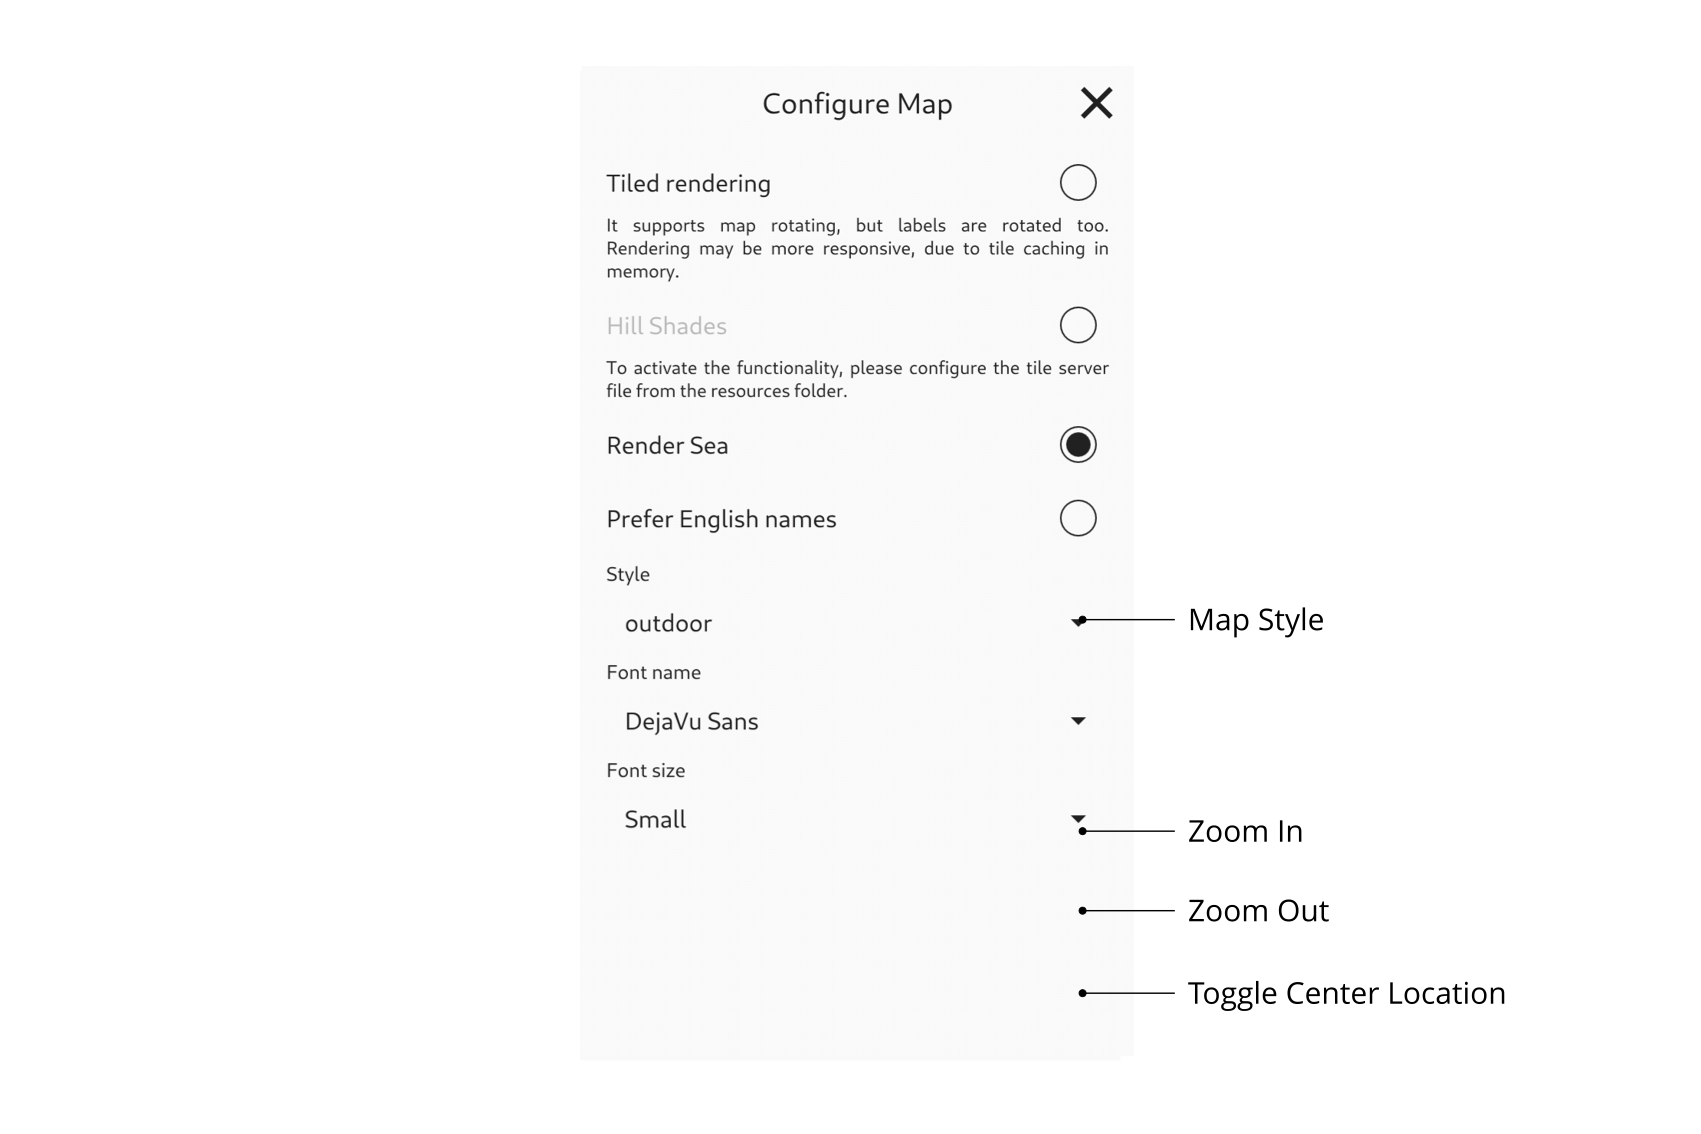 Configure Map
Tiled rendering
It supports map rotating, but labels are rotated too.
Rendering may be more responsive, due to tile caching in
memory.
Hill Shades
To activate the functionality, please configure the tile server
file from the resources folder.
Render Sea
Prefer English names
Style
outdoor
Map Style
Font name
DejaVu Sans
Font size
Small
Zoom In
Zoom Out
Toggle Center Location